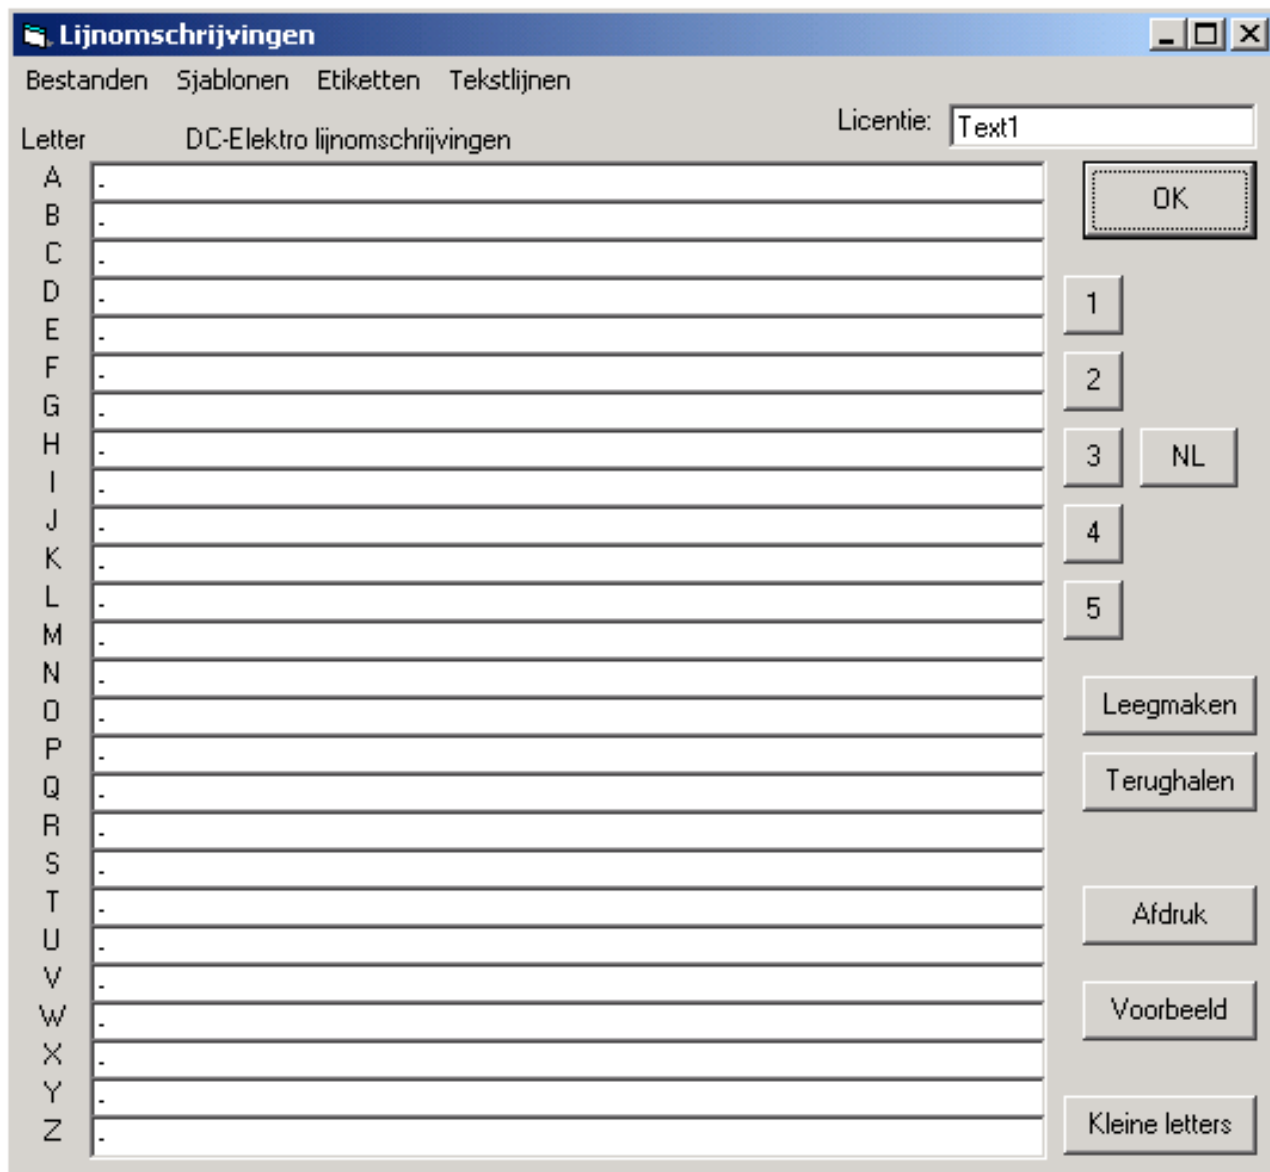 Lijnomschrijvingen
Bestanden Sjablonen Etiketten Tekstlijnen
Licentie: Text1
Letter DC-Elektro lijnomschrijvingen
A .
OK
B .
C .
D .
1
E .
F .
2
G .
H .
3 NL
I .
J .
4
K .
L .
5
M .
N .
O .
Leegmaken
P .
Q .
Terughalen
R .
S .
T .
Afdruk
U .
V .
W .
Voorbeeld
X .
Y .
Z .
Kleine letters